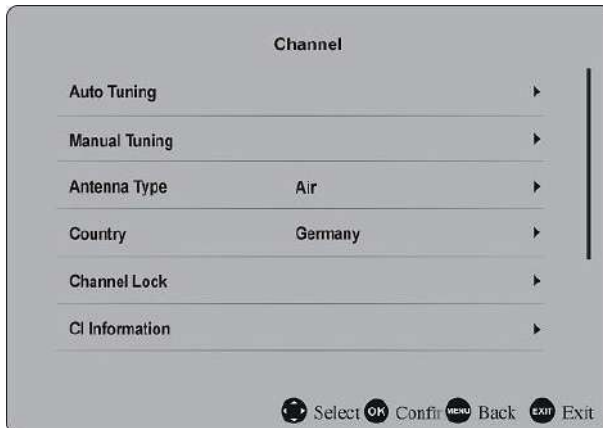 Channel
Auto Tuning
Manual Tuning
Antenna Type Air
Country Germany
Channel Lock
CI Information
Select OK Confir MENU Back EXIT Exit